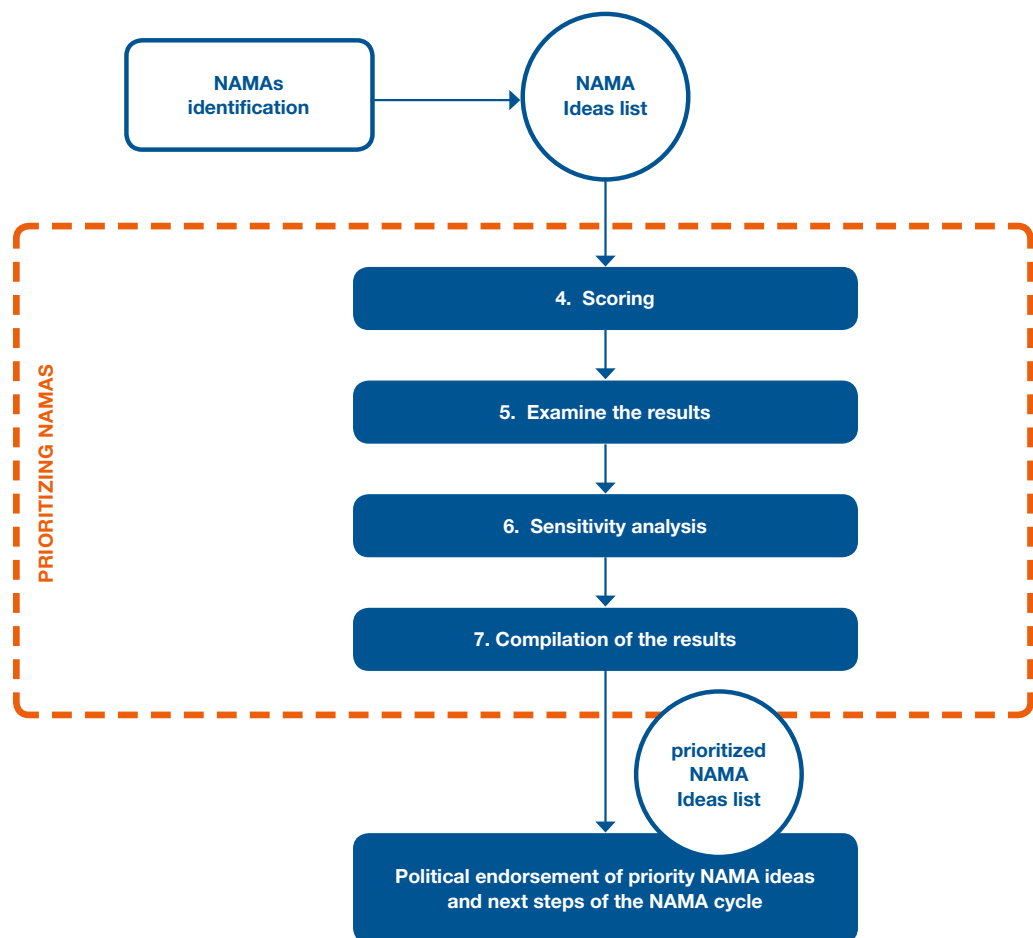 NAMAs
identification
NAMA
Ideas list
PRIORITIZING NAMAS
4. Scoring
5. Examine the results
6. Sensitivity analysis
7. Compilation of the results
prioritized
NAMA
Ideas list
Political endorsement of priority NAMA ideas
and next steps of the NAMA cycle